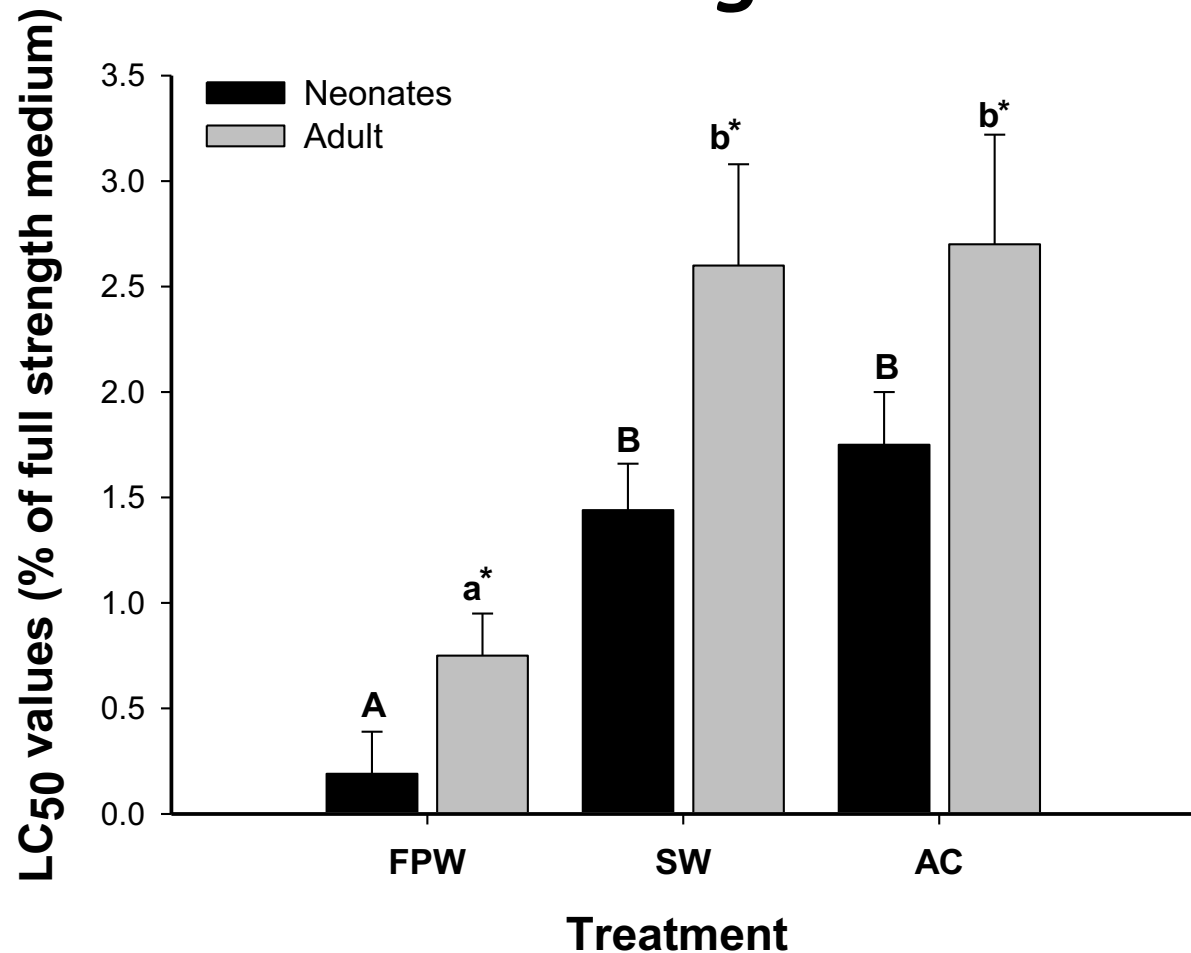 LC50 values (% of full strength medium)
3.5
3.0
2.5
2.0
1.5
1.0
0.5
0.0
Neonates
Adult
A
a*
B
b*
B
b*
FPW SW AC
Treatment